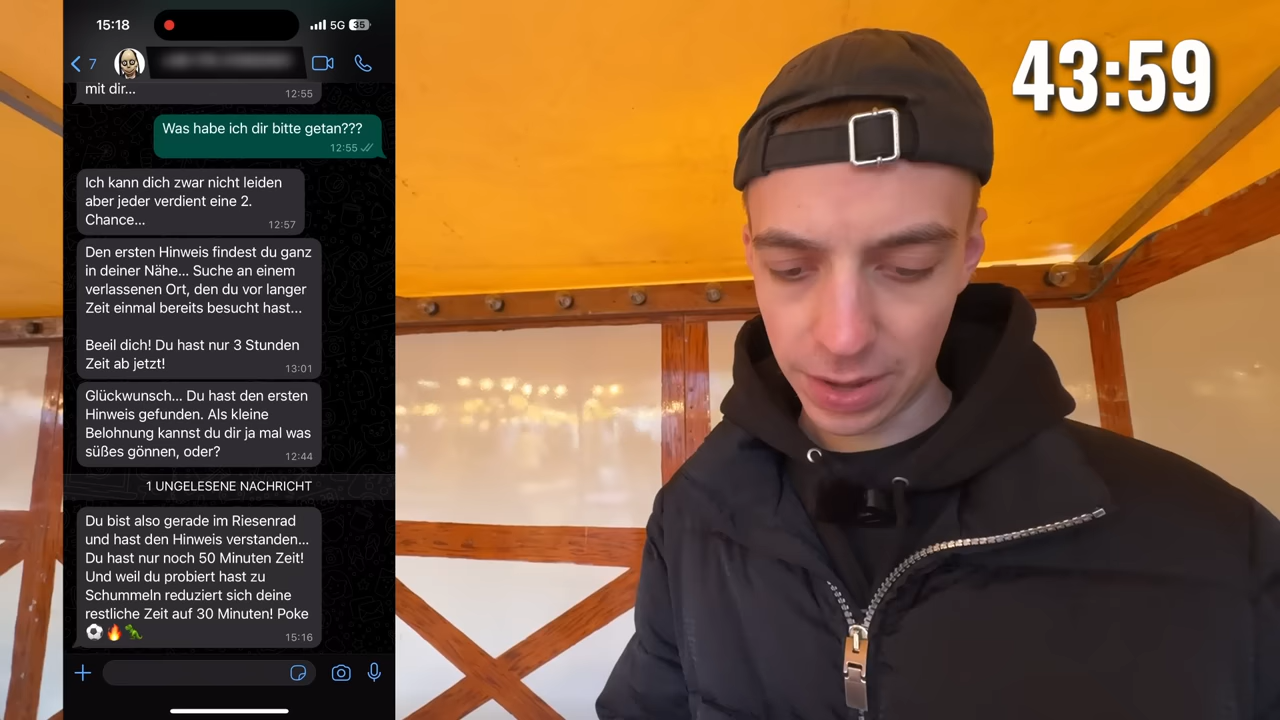 15:18
5G 35
7
mit dir...
12:55
Was habe ich dir bitte getan???
12:55
Ich kann dich zwar nicht leiden
aber jeder verdient eine 2.
Chance...
12:57
Den ersten Hinweis findest du ganz
in deiner Nähe... Suche an einem
verlassenen Ort, den du vor langer
Zeit einmal bereits besucht hast...
Beeil dich! Du hast nur 3 Stunden
Zeit ab jetzt!
13:01
Glückwunsch... Du hast den ersten
Hinweis gefunden. Als kleine
Belohnung kannst du dir ja mal was
süßes gönnen, oder?
12:44
1 UNGELESENE NACHRICHT
Du bist also gerade im Riesenrad
und hast den Hinweis verstanden...
Du hast nur noch 50 Minuten Zeit!
Und weil du probiert hast zu
Schummeln reduziert sich deine
restliche Zeit auf 30 Minuten! Poke
⚽🔥🦖
15:16
43:59